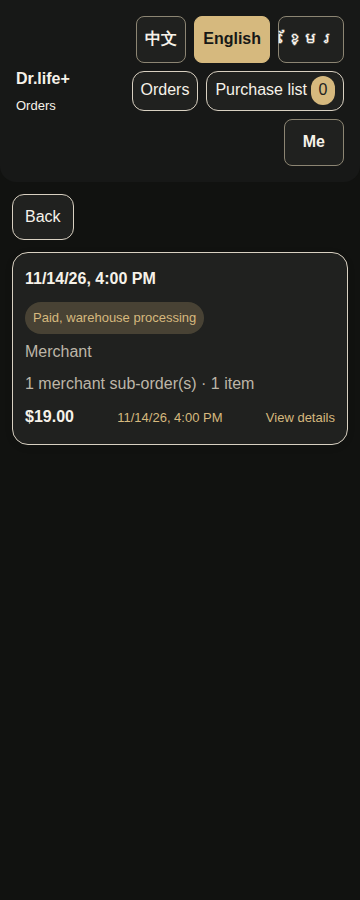 中文
English
ខ្មែរ
Dr.life+
Orders
Orders
Purchase list 0
Me
Back
11/14/26, 4:00 PM
Paid, warehouse processing
Merchant
1 merchant sub-order(s) · 1 item
$19.00 11/14/26, 4:00 PM View details